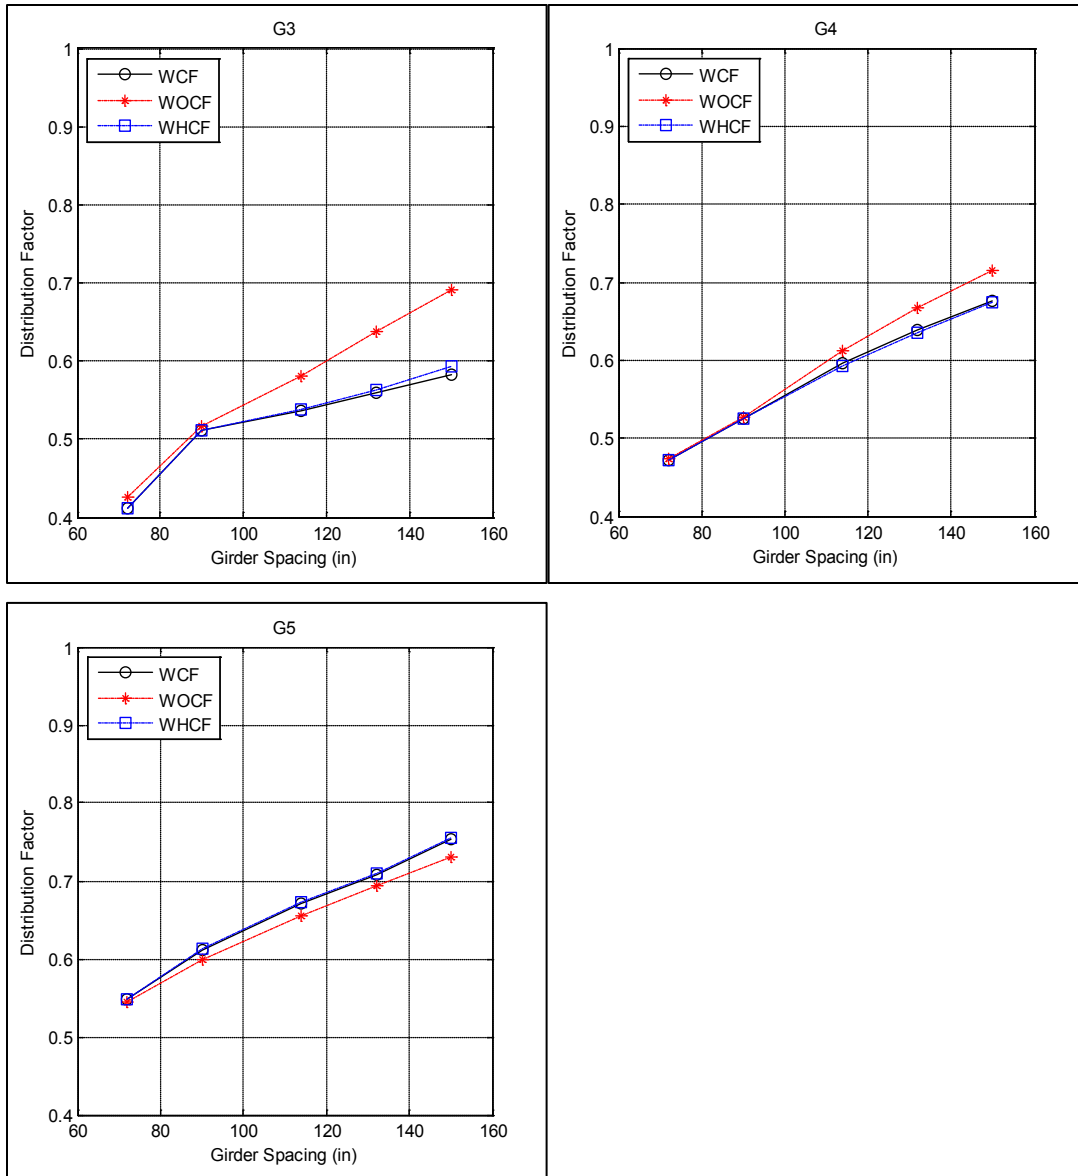 G3
1
0.9
0.8
0.7
0.6
0.5
0.4
Distribution Factor
WCF
WOCF
WHCF
60 80 100 120 140 160
Girder Spacing (in)
G4
1
0.9
0.8
0.7
0.6
0.5
0.4
Distribution Factor
WCF
WOCF
WHCF
60 80 100 120 140 160
Girder Spacing (in)
G5
1
0.9
0.8
0.7
0.6
0.5
0.4
Distribution Factor
WCF
WOCF
WHCF
60 80 100 120 140 160
Girder Spacing (in)